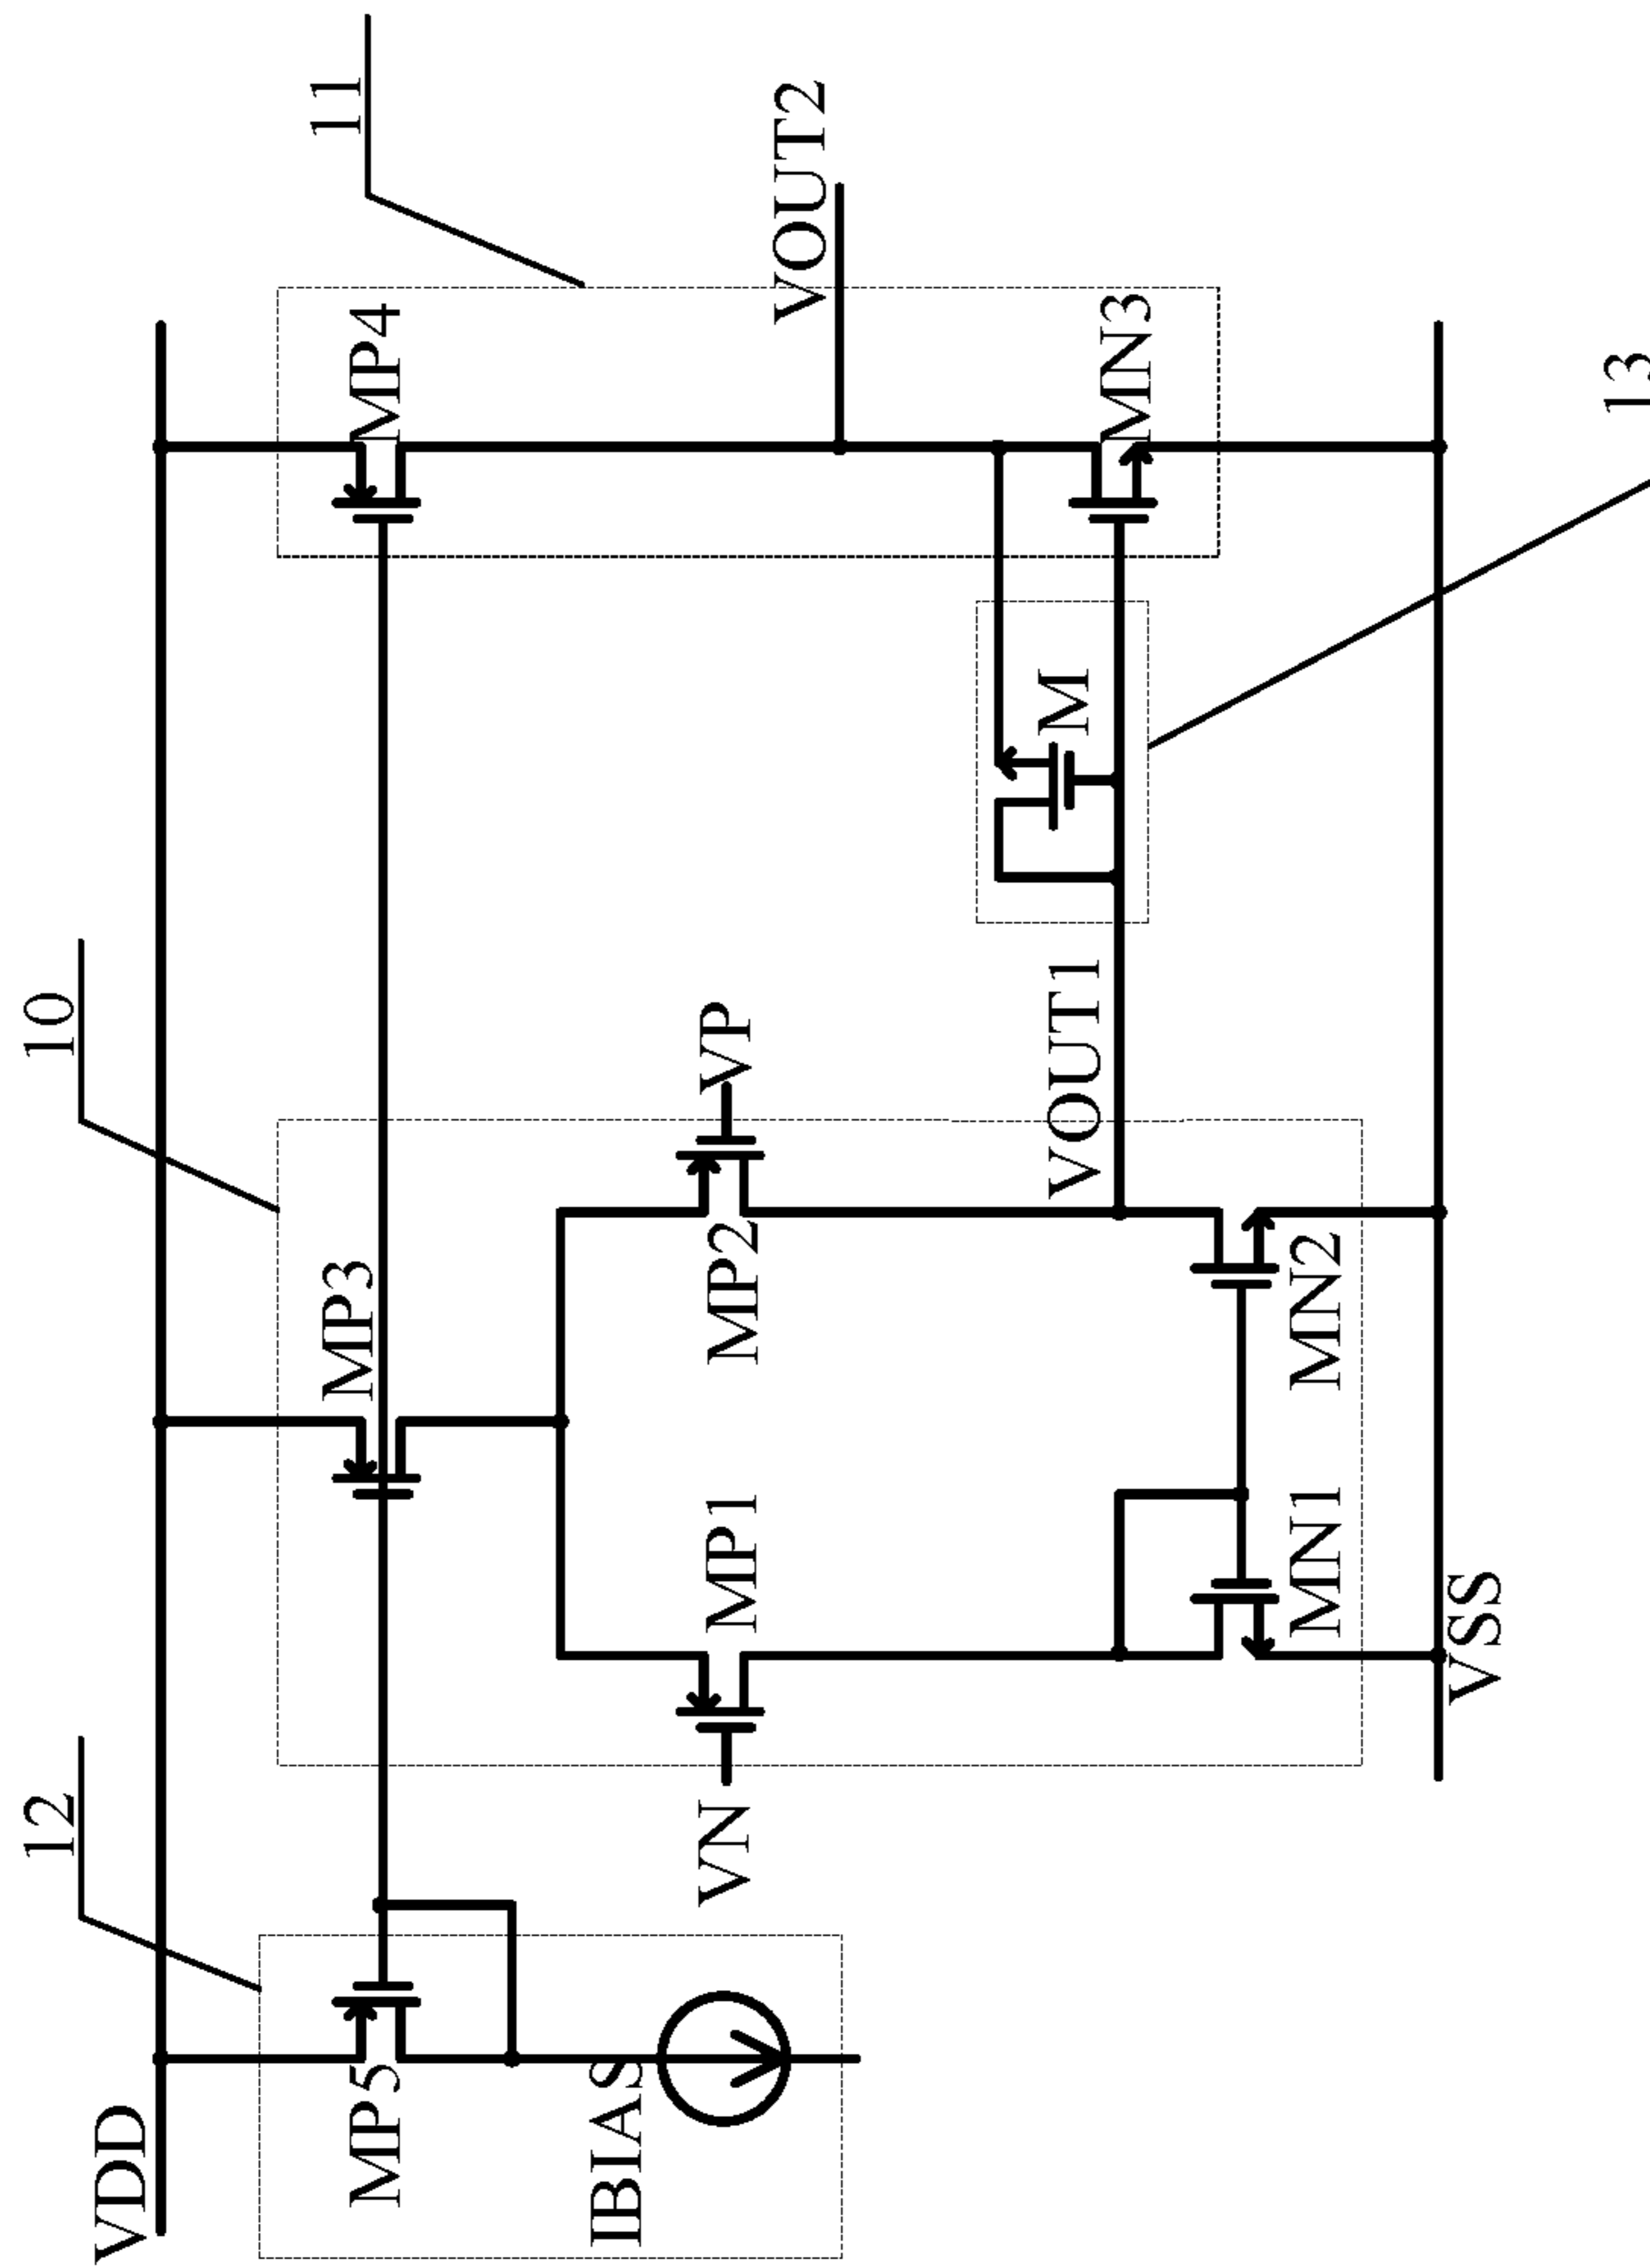 12
10
11
VDD
MP5
MP3
MP4
IBIAS
VN
MP1
MP2
VP
VOUT2
VOUT1
M
MN3
MN1
MN2
VSS
13